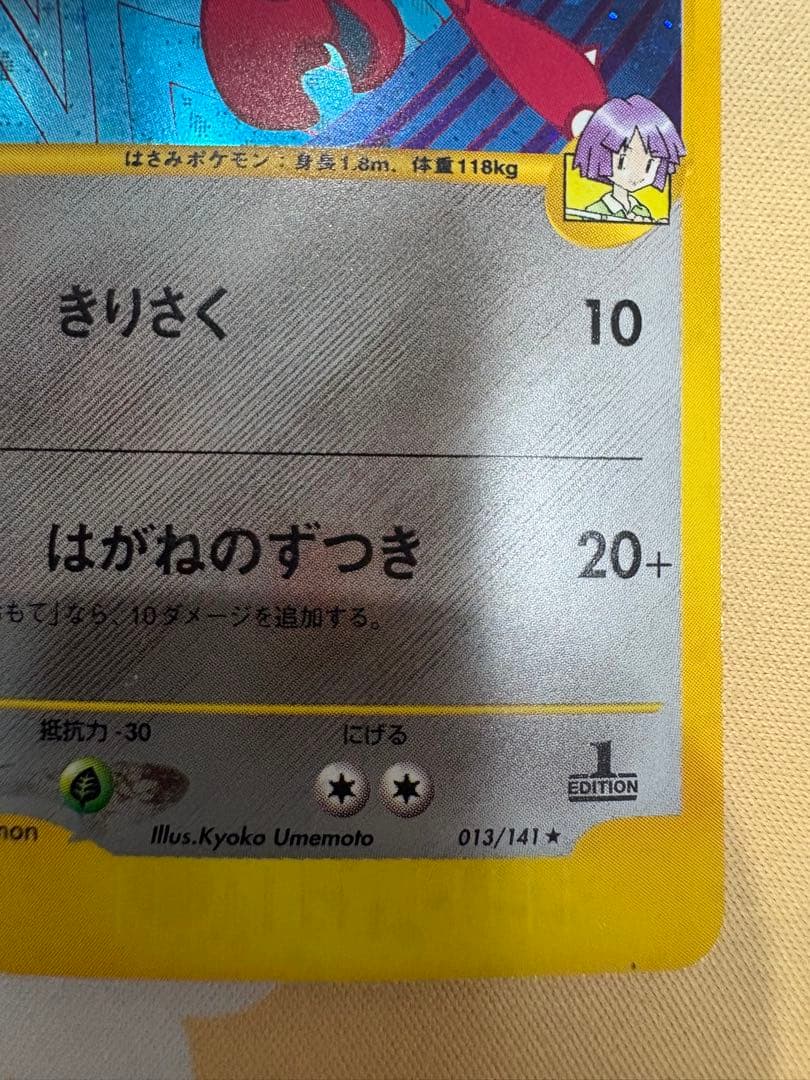 はさみポケモン：身長1.8m、体重118kg
きりさく 10
はがねのずつき 20+
もて」なら、10ダメージを追加する。
抵抗力 -30 にげる
1
EDITION
mon Illus.Kyoko Umemoto 013/141 ★